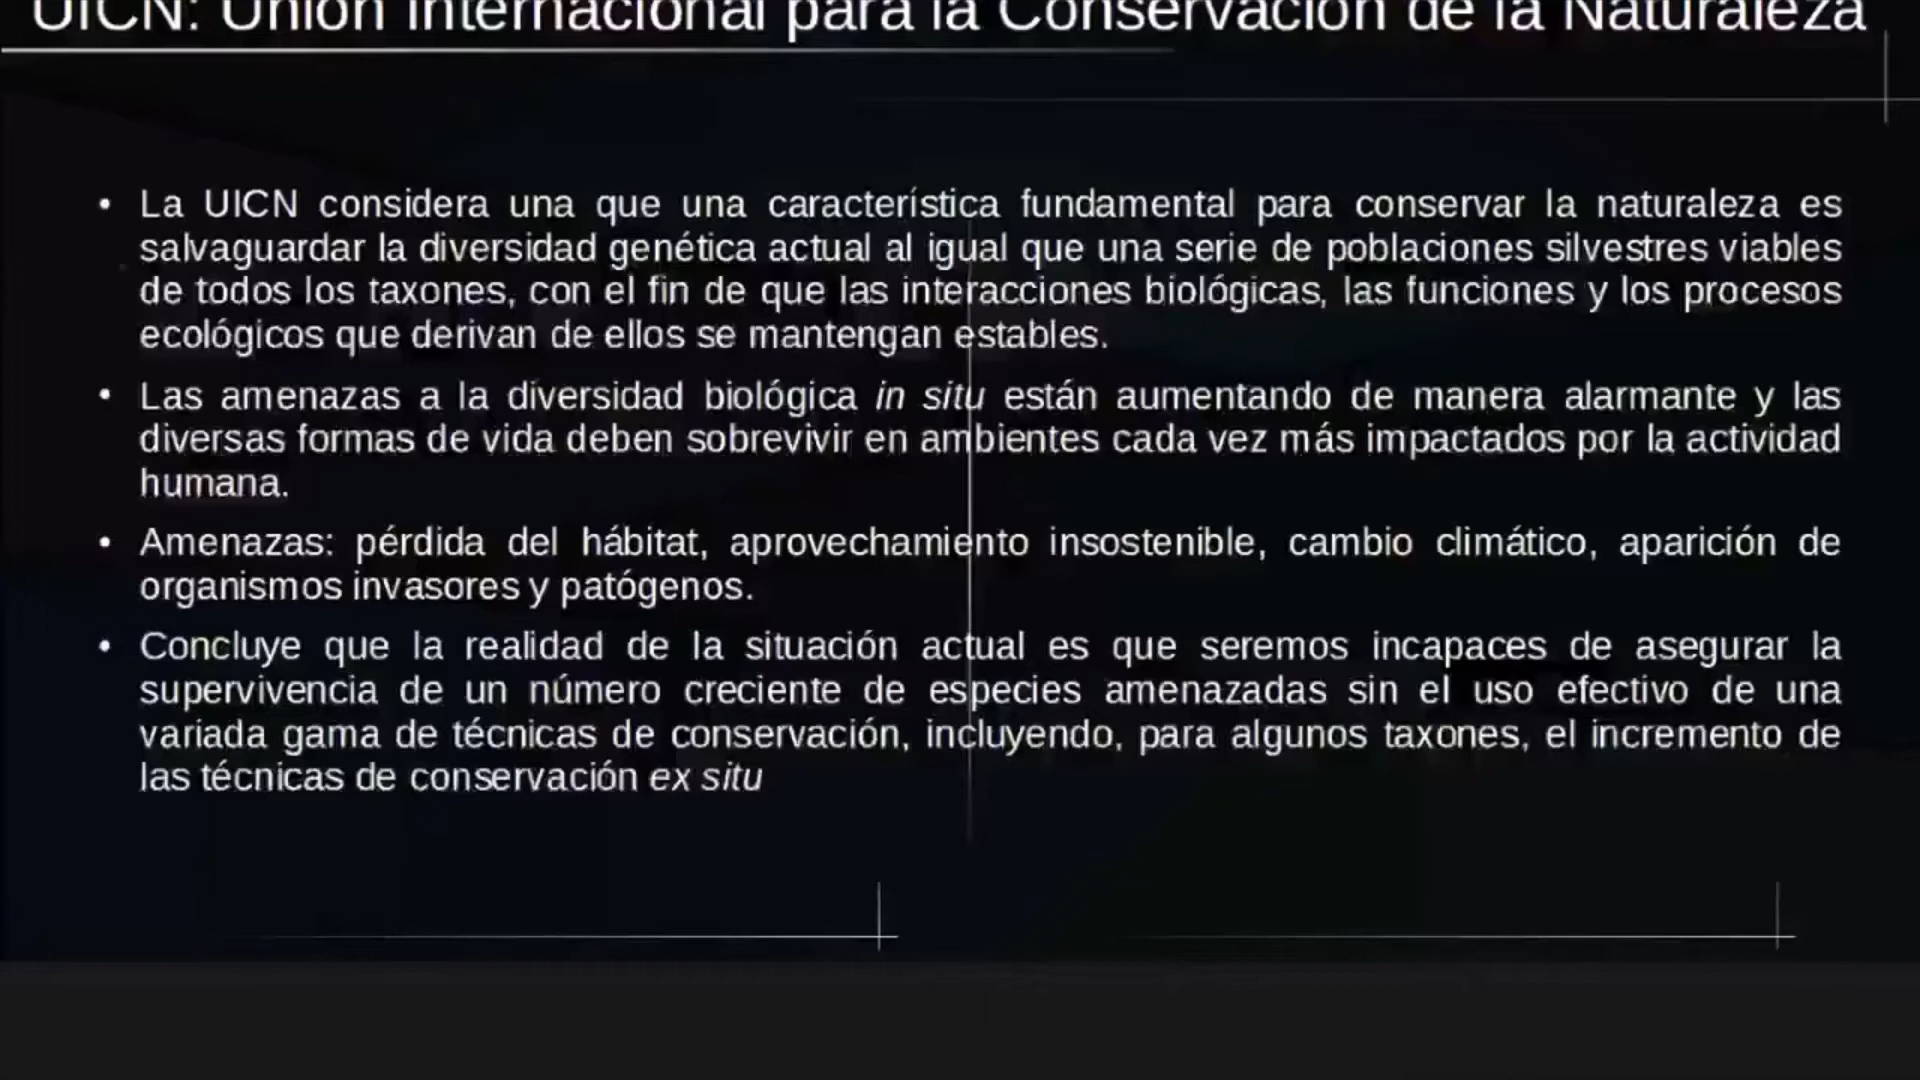 UICN: Unión Internacional para la Conservación de la Naturaleza
• La UICN considera una que una característica fundamental para conservar la naturaleza es
salvaguardar la diversidad genética actual al igual que una serie de poblaciones silvestres viables
de todos los taxones, con el fin de que las interacciones biológicas, las funciones y los procesos
ecológicos que derivan de ellos se mantengan estables.
• Las amenazas a la diversidad biológica in situ están aumentando de manera alarmante y las
diversas formas de vida deben sobrevivir en ambientes cada vez más impactados por la actividad
humana.
• Amenazas: pérdida del hábitat, aprovechamiento insostenible, cambio climático, aparición de
organismos invasores y patógenos.
• Concluye que la realidad de la situación actual es que seremos incapaces de asegurar la
supervivencia de un número creciente de especies amenazadas sin el uso efectivo de una
variada gama de técnicas de conservación, incluyendo, para algunos taxones, el incremento de
las técnicas de conservación ex situ